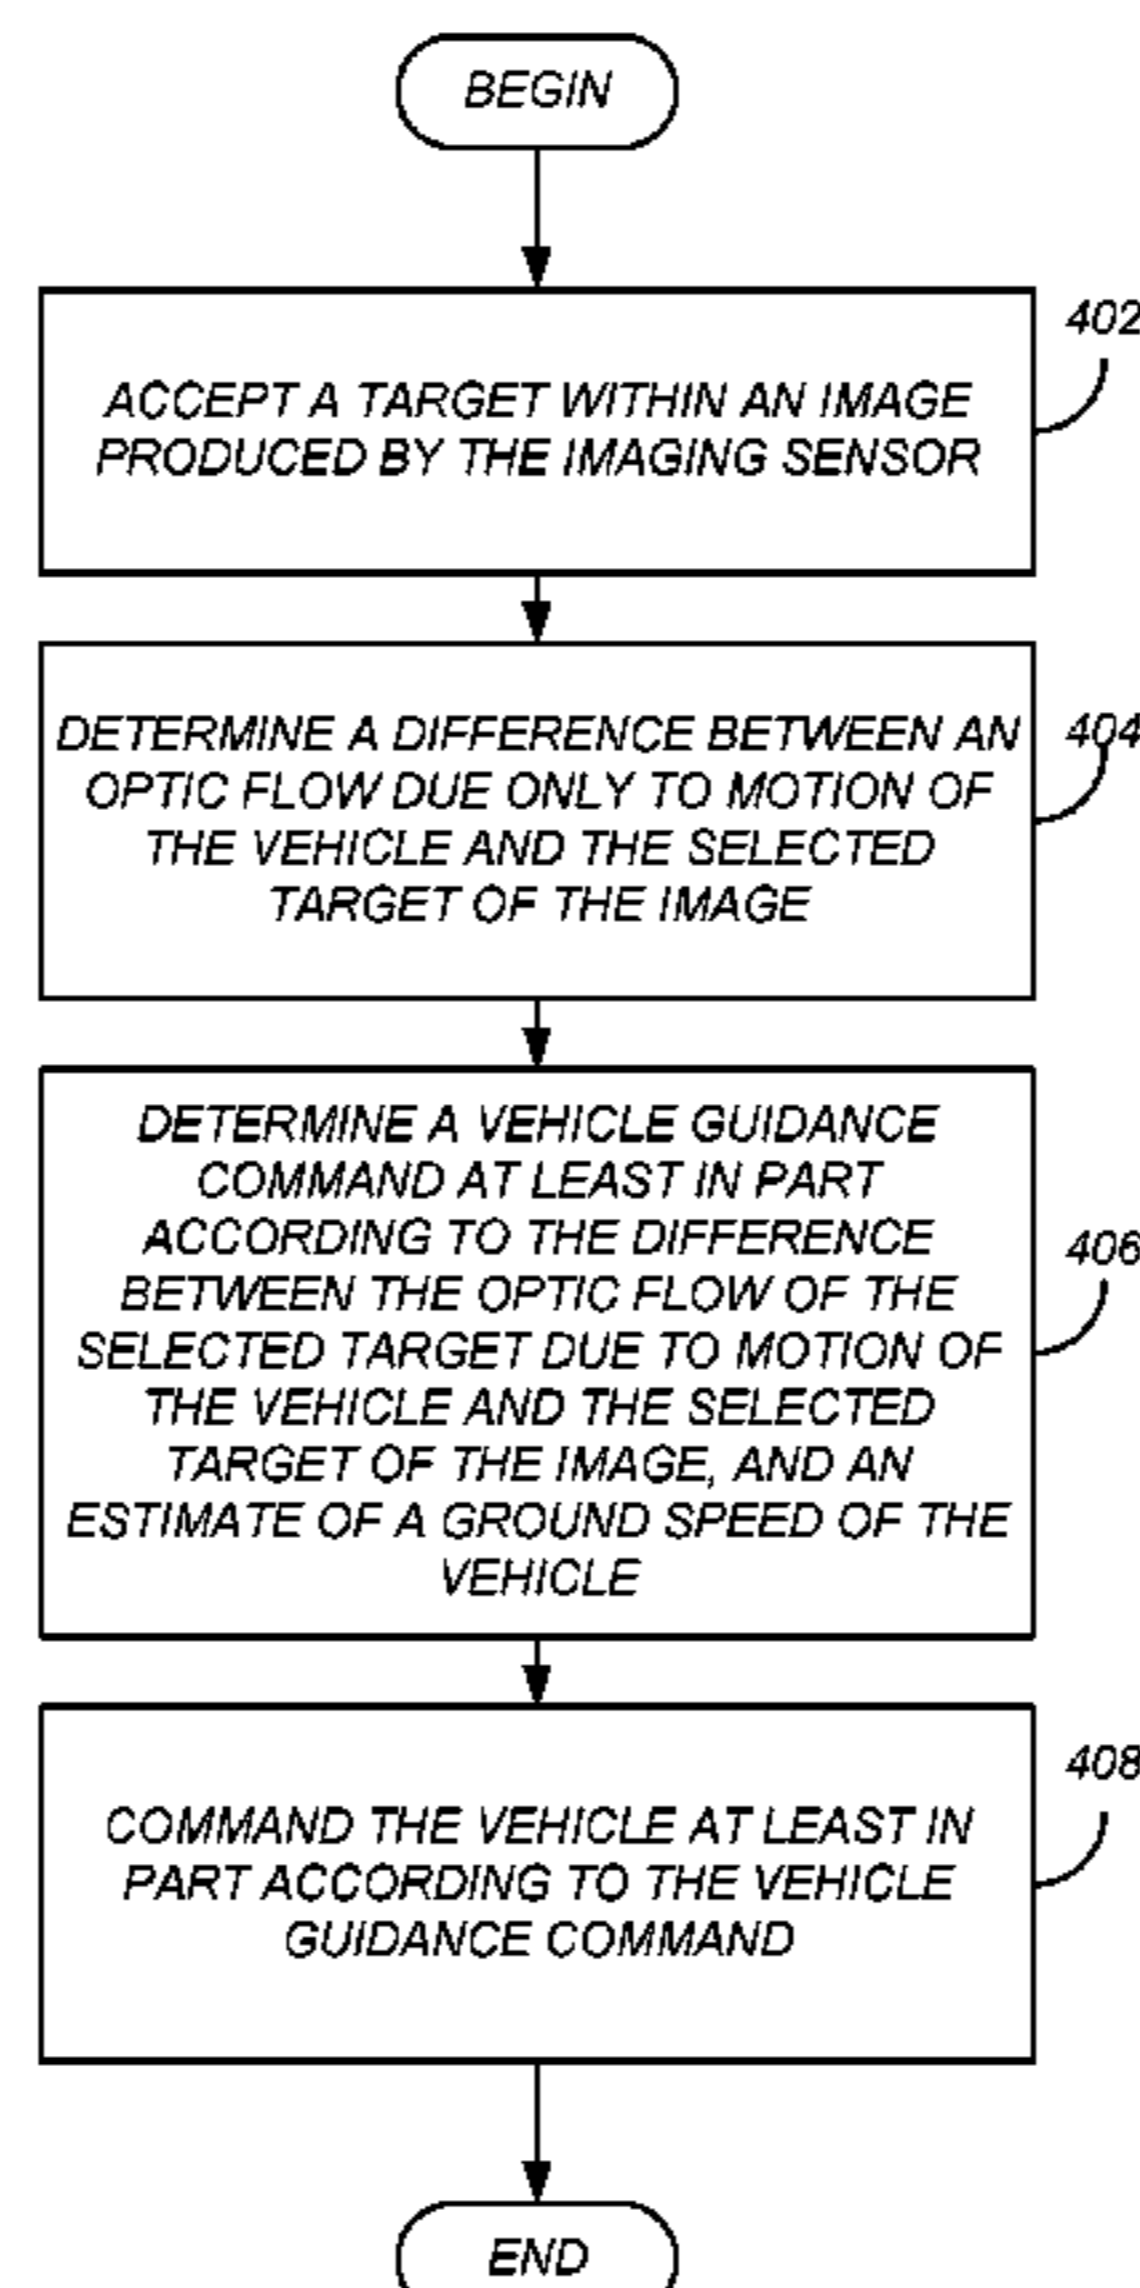 BEGIN
402
ACCEPT A TARGET WITHIN AN IMAGE
PRODUCED BY THE IMAGING SENSOR
404
DETERMINE A DIFFERENCE BETWEEN AN
OPTIC FLOW DUE ONLY TO MOTION OF
THE VEHICLE AND THE SELECTED
TARGET OF THE IMAGE
406
DETERMINE A VEHICLE GUIDANCE
COMMAND AT LEAST IN PART
ACCORDING TO THE DIFFERENCE
BETWEEN THE OPTIC FLOW OF THE
SELECTED TARGET DUE TO MOTION OF
THE VEHICLE AND THE SELECTED
TARGET OF THE IMAGE, AND AN
ESTIMATE OF A GROUND SPEED OF THE
VEHICLE
408
COMMAND THE VEHICLE AT LEAST IN
PART ACCORDING TO THE VEHICLE
GUIDANCE COMMAND
END